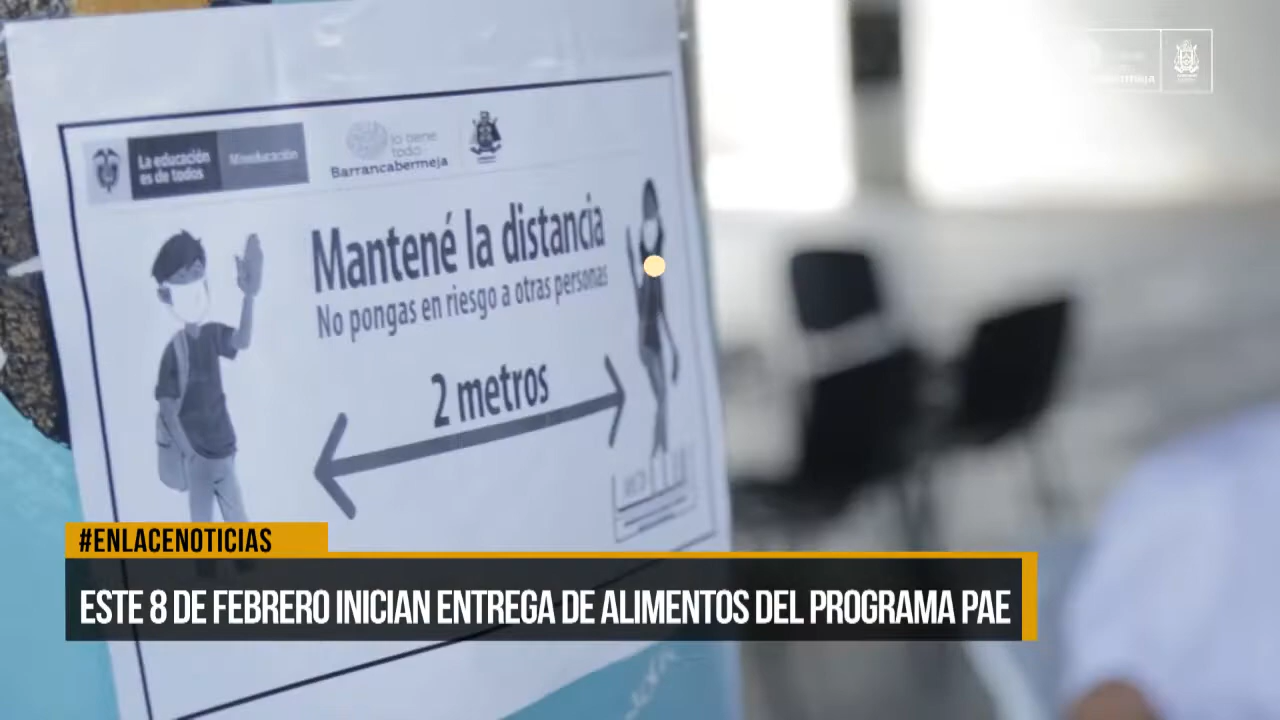 La educación
es de todos
Mineducación
lo tiene
todo
Barrancabermeja
Mantené la distancia
No pongas en riesgo a otras personas
2 metros
#ENLACENOTICIAS
ESTE 8 DE FEBRERO INICIAN ENTREGA DE ALIMENTOS DEL PROGRAMA PAE